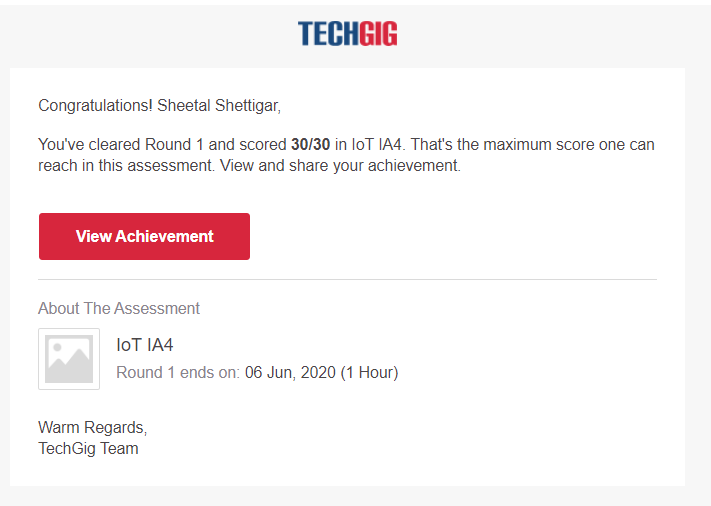 TECHGIG
Congratulations! Sheetal Shettigar,
You've cleared Round 1 and scored 30/30 in IoT IA4. That's the maximum score one can
reach in this assessment. View and share your achievement.
View Achievement
About The Assessment
IoT IA4
Round 1 ends on: 06 Jun, 2020 (1 Hour)
Warm Regards,
TechGig Team